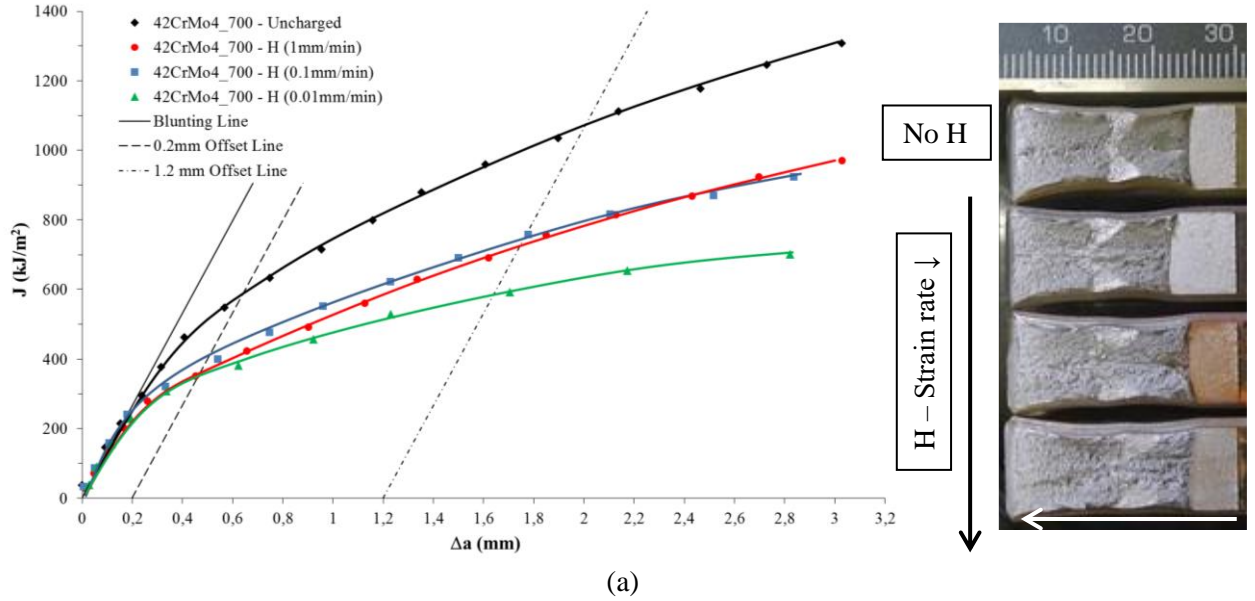 1400
1200
1000
800
600
400
200
0
J (kJ/m²)
42CrMo4_700 - Uncharged
42CrMo4_700 - H (1mm/min)
42CrMo4_700 - H (0.1mm/min)
42CrMo4_700 - H (0.01mm/min)
Blunting Line
0.2mm Offset Line
1.2 mm Offset Line
0 0,2 0,4 0,6 0,8 1 1,2 1,4 1,6 1,8 2 2,2 2,4 2,6 2,8 3 3,2
Δa (mm)
No H
H – Strain rate ↓
10 20 30
(a)